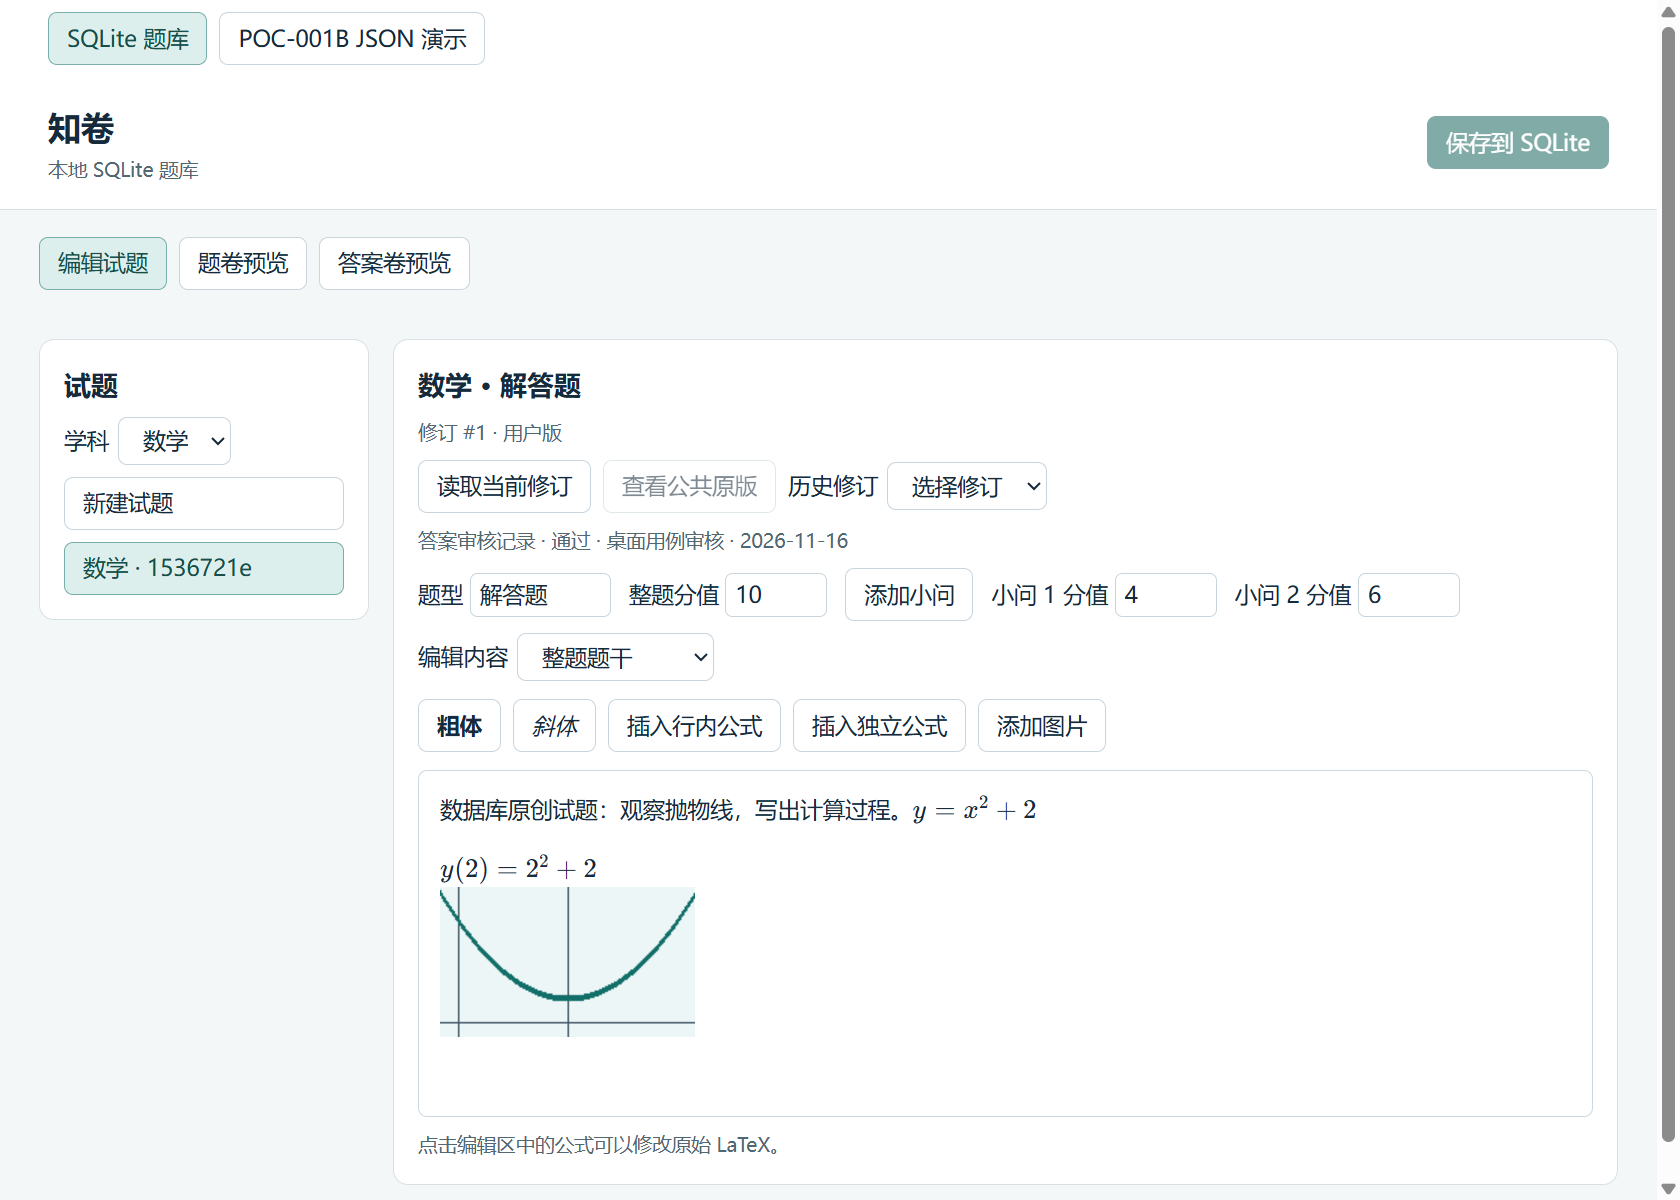 SQLite 题库 POC-001B JSON 演示
知卷
本地 SQLite 题库
保存到 SQLite
编辑试题 题卷预览 答案卷预览
试题
学科 数学
新建试题
数学 · 1536721e
数学 • 解答题
修订 #1 · 用户版
读取当前修订 查看公共原版 历史修订 选择修订
答案审核记录 · 通过 · 桌面用例审核 · 2026-11-16
题型 解答题 整题分值 10 添加小问 小问 1 分值 4 小问 2 分值 6
编辑内容 整题题干
粗体 斜体 插入行内公式 插入独立公式 添加图片
数据库原创试题：观察抛物线，写出计算过程。y = x² + 2
y(2) = 2² + 2
点击编辑区中的公式可以修改原始 LaTeX。